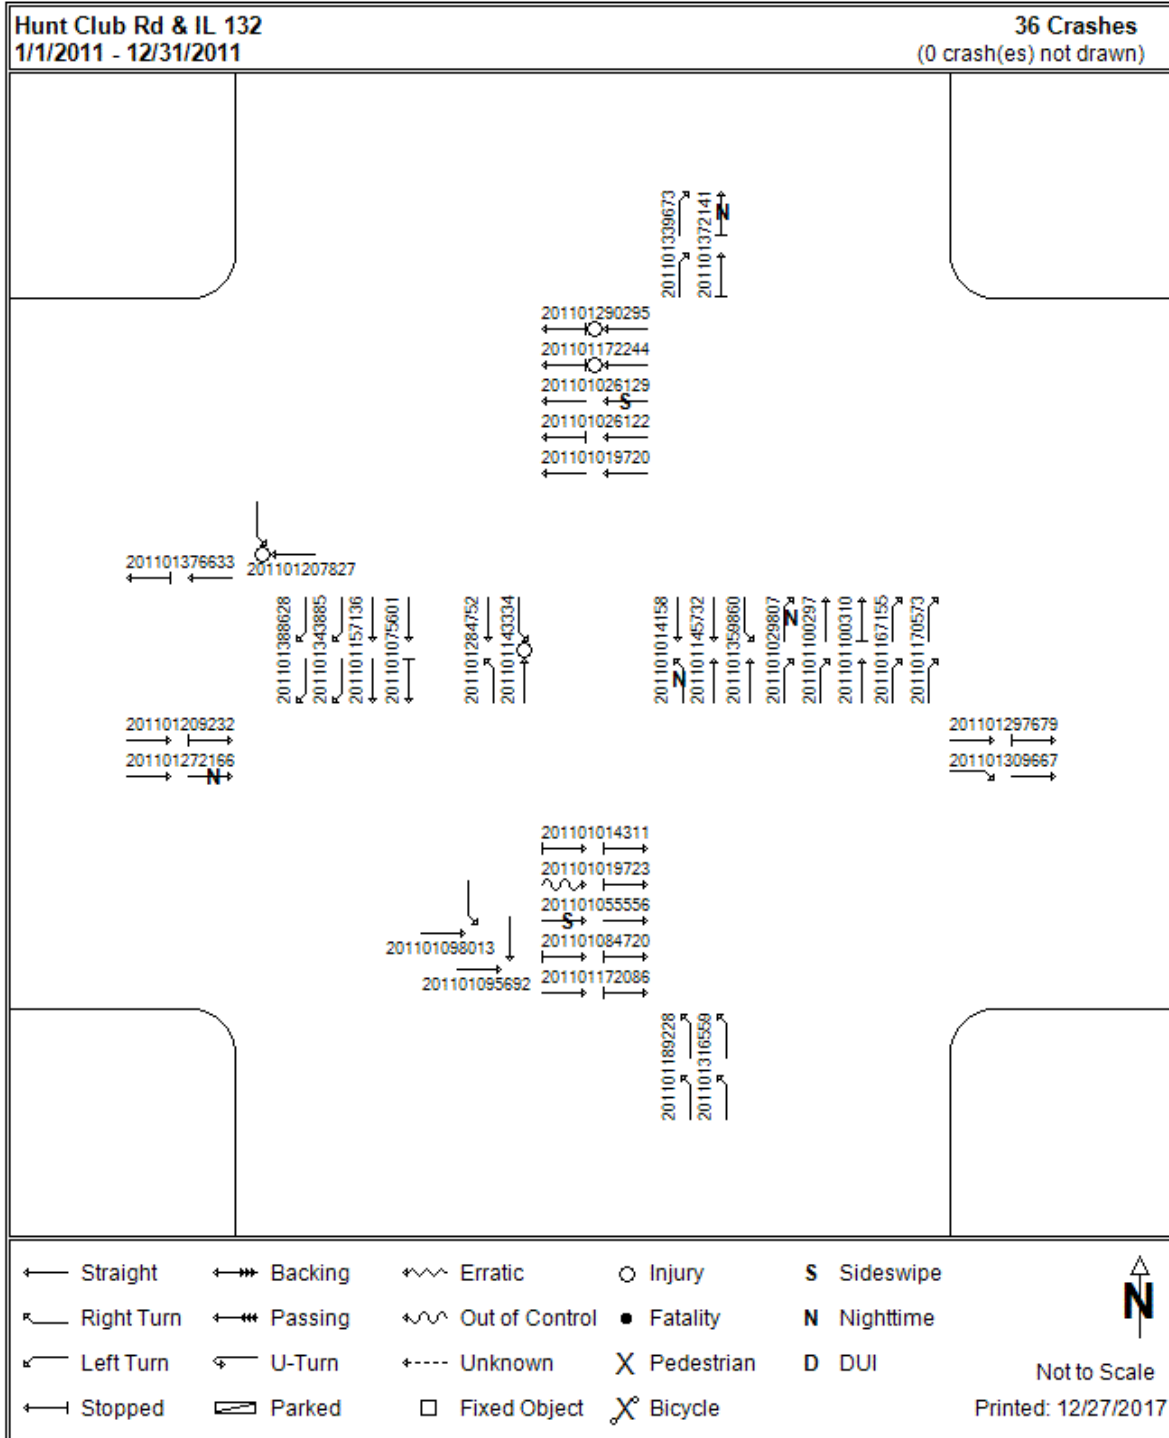 Hunt Club Rd & IL 132
36 Crashes
1/1/2011 - 12/31/2011
(0 crash(es) not drawn)
201101339673
201101372141
N
201101290295
201101172244
201101026129
S
201101026122
201101019720
201101376633
201101207827
201101388628
201101343885
201101157136
201101075601
201101284752
201101143334
201101014158
N
201101145732
201101359860
201101029807
N
201101100297
201101100310
201101167155
201101170573
201101209232
201101272166
N
201101297679
201101309667
201101014311
201101019723
201101055556
S
201101084720
201101172086
201101098013
201101095692
201101189228
201101316559
Straight
Backing
Erratic
Injury
S Sideswipe
Right Turn
Passing
Out of Control
Fatality
N Nighttime
Left Turn
U-Turn
Unknown
Pedestrian
D DUI
Stopped
Parked
Fixed Object
Bicycle
N
Not to Scale
Printed: 12/27/2017